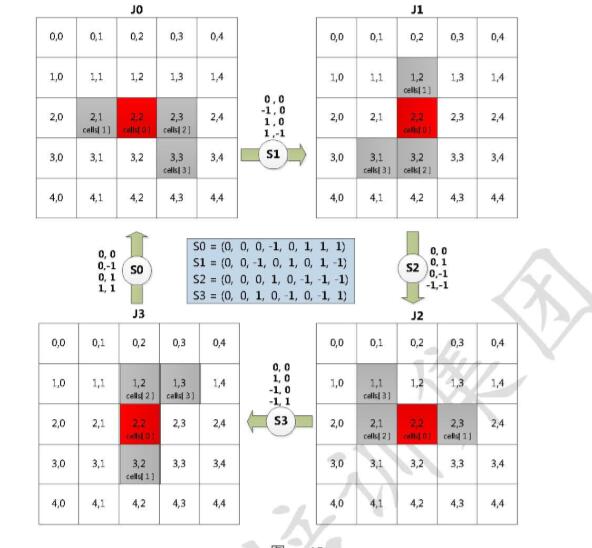 J0
J1
0,0 0,1 0,2 0,3 0,4
0,0 0,1 0,2 0,3 0,4
1,0 1,1 1,2 1,3 1,4
1,0 1,1 1,2 1,3 1,4
cells[1]
2,0 2,1 2,2 2,3 2,4
cells[1] cells[0] cells[2]
0,0
-1,0
1,0
1,-1
2,0 2,1 2,2 2,3 2,4
cells[0]
3,0 3,1 3,2 3,3 3,4
cells[3]
S1
3,0 3,1 3,2 3,3 3,4
cells[3] cells[2]
4,0 4,1 4,2 4,3 4,4
4,0 4,1 4,2 4,3 4,4
0,0
0,-1
0,1
1,1
S0
S0 = (0, 0, 0, -1, 0, 1, 1, 1)
S1 = (0, 0, -1, 0, 1, 0, 1, -1)
S2 = (0, 0, 0, 1, 0, -1, -1, -1)
S3 = (0, 0, 1, 0, -1, 0, -1, 1)
S2
0,0
0,1
0,-1
-1,-1
J3
J2
0,0 0,1 0,2 0,3 0,4
0,0 0,1 0,2 0,3 0,4
1,0 1,1 1,2 1,3 1,4
cells[2] cells[3]
0,0
1,0
-1,0
-1,1
1,0 1,1 1,2 1,3 1,4
cells[3]
2,0 2,1 2,2 2,3 2,4
cells[0]
S3
2,0 2,1 2,2 2,3 2,4
cells[2] cells[0] cells[1]
3,0 3,1 3,2 3,3 3,4
cells[1]
3,0 3,1 3,2 3,3 3,4
4,0 4,1 4,2 4,3 4,4
4,0 4,1 4,2 4,3 4,4
培训集团